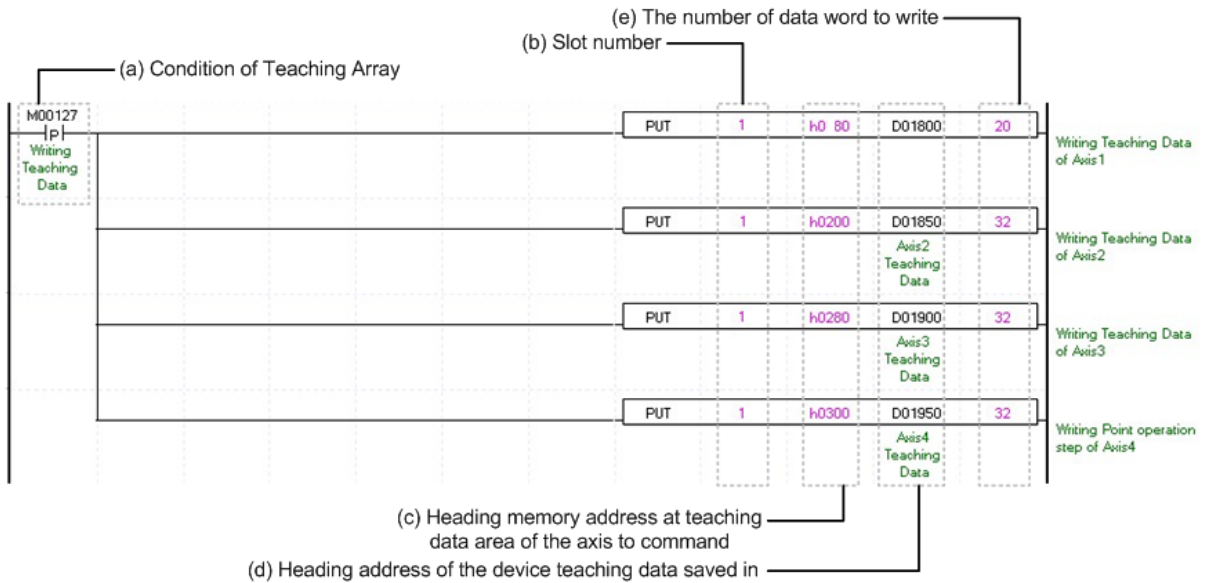 (e) The number of data word to write
(b) Slot number
(a) Condition of Teaching Array
M00127
P
Writing
Teaching
Data
PUT 1 h0 80 D01800 20
Writing Teaching Data
of Axis1
PUT 1 h0200 D01850 32
Axis2
Teaching
Data
Writing Teaching Data
of Axis2
PUT 1 h0280 D01900 32
Axis3
Teaching
Data
Writing Teaching Data
of Axis3
PUT 1 h0300 D01950 32
Axis4
Teaching
Data
Writing Point operation
step of Axis4
(c) Heading memory address at teaching
data area of the axis to command
(d) Heading address of the device teaching data saved in